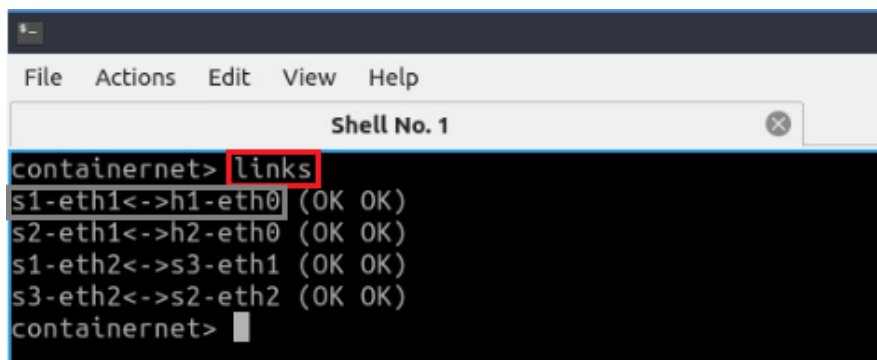 File Actions Edit View Help
Shell No. 1
containernet> links
s1-eth1<->h1-eth0 (OK OK)
s2-eth1<->h2-eth0 (OK OK)
s1-eth2<->s3-eth1 (OK OK)
s3-eth2<->s2-eth2 (OK OK)
containernet>